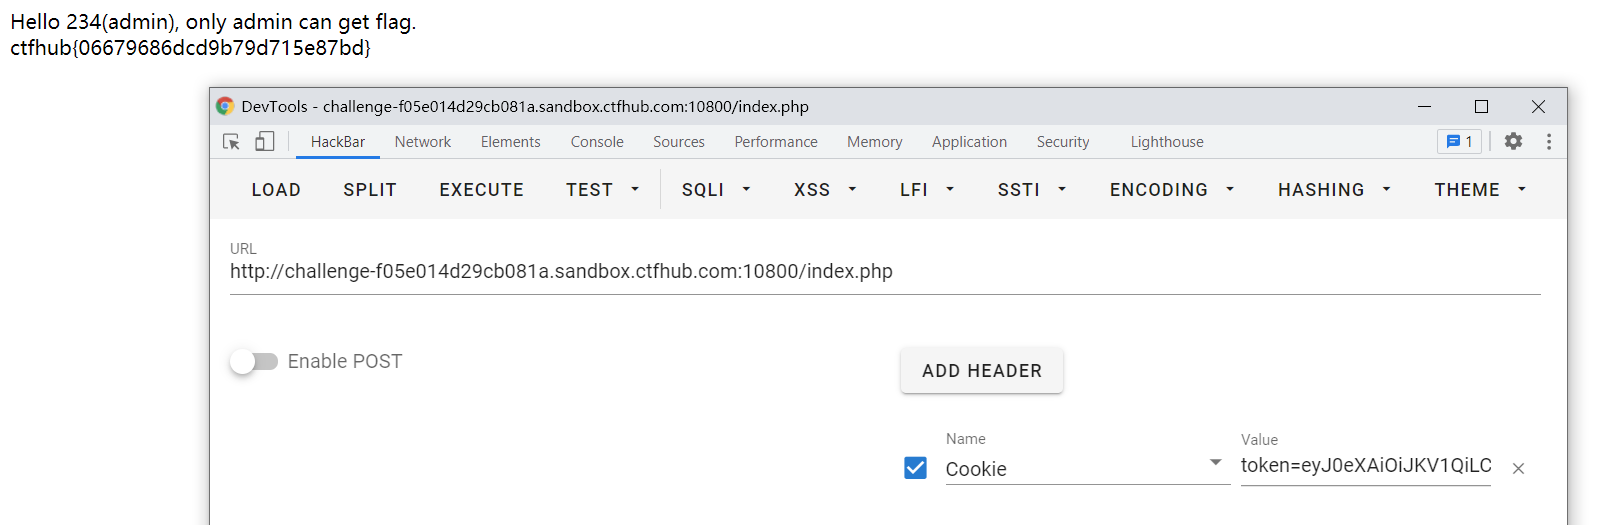 Hello 234(admin), only admin can get flag.
ctfhub{06679686dcd9b79d715e87bd}
DevTools - challenge-f05e014d29cb081a.sandbox.ctfhub.com:10800/index.php
HackBar Network Elements Console Sources Performance Memory Application Security Lighthouse 1
LOAD SPLIT EXECUTE TEST SQLI XSS LFI SSTI ENCODING HASHING THEME
URL
http://challenge-f05e014d29cb081a.sandbox.ctfhub.com:10800/index.php
Enable POST
ADD HEADER
Name Value
Cookie token=eyJ0eXAiOiJKV1QiLC